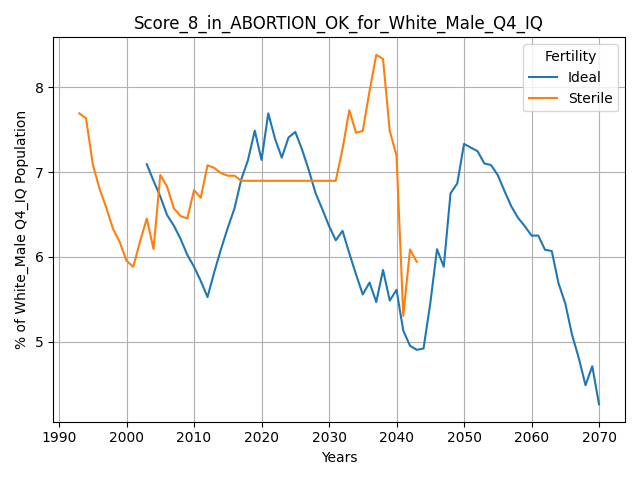 Score_8_in_ABORTION_OK_for_White_Male_Q4_IQ
Fertility
Ideal
Sterile
% of White_Male Q4_IQ Population
8
7
6
5
1990 2000 2010 2020 2030 2040 2050 2060 2070
Years